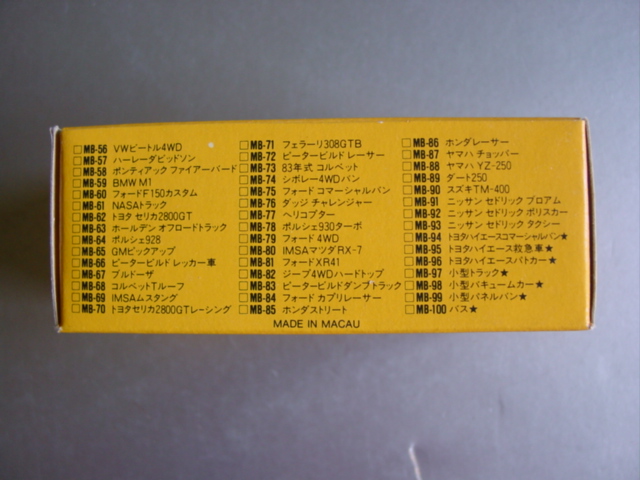 MB-56 VWビートル4WD
MB-57 ハーレーダビッドソン
MB-58 ポンティアック ファイアーバード
MB-59 BMW M1
MB-60 フォードF150カスタム
MB-61 NASAトラック
MB-62 トヨタ セリカ2800GT
MB-63 ホールデン オフロードトラック
MB-64 ポルシェ928
MB-65 GMピックアップ
MB-66 ピータービルド レッカー車
MB-67 ブルドーザ
MB-68 コルベットTルーフ
MB-69 IMSAムスタング
MB-70 トヨタセリカ2800GTレーシング
MB-71 フェラーリ308GTB
MB-72 ピータービルド レーサー
MB-73 83年式 コルベット
MB-74 シボレー4WDバン
MB-75 フォード コマーシャルバン
MB-76 ダッジ チャレンジャー
MB-77 ヘリコプター
MB-78 ポルシェ930ターボ
MB-79 フォード 4WD
MB-80 IMSAマツダRX-7
MB-81 フォードXR41
MB-82 ジープ4WDハードトップ
MB-83 ピータービルドダンプトラック
MB-84 フォード カプリレーサー
MB-85 ホンダストリート
MB-86 ホンダレーサー
MB-87 ヤマハ チョッパー
MB-88 ヤマハ YZ-250
MB-89 ダート250
MB-90 スズキTM-400
MB-91 ニッサン セドリック プロアム
MB-92 ニッサン セドリック ポリスカー
MB-93 ニッサン セドリック タクシー
MB-94 トヨタハイエースコマーシャルバン★
MB-95 トヨタハイエース救急車★
MB-96 トヨタハイエースパトカー★
MB-97 小型トラック★
MB-98 小型バキュームカー★
MB-99 小型パネルバン★
MB-100 バス★
MADE IN MACAU